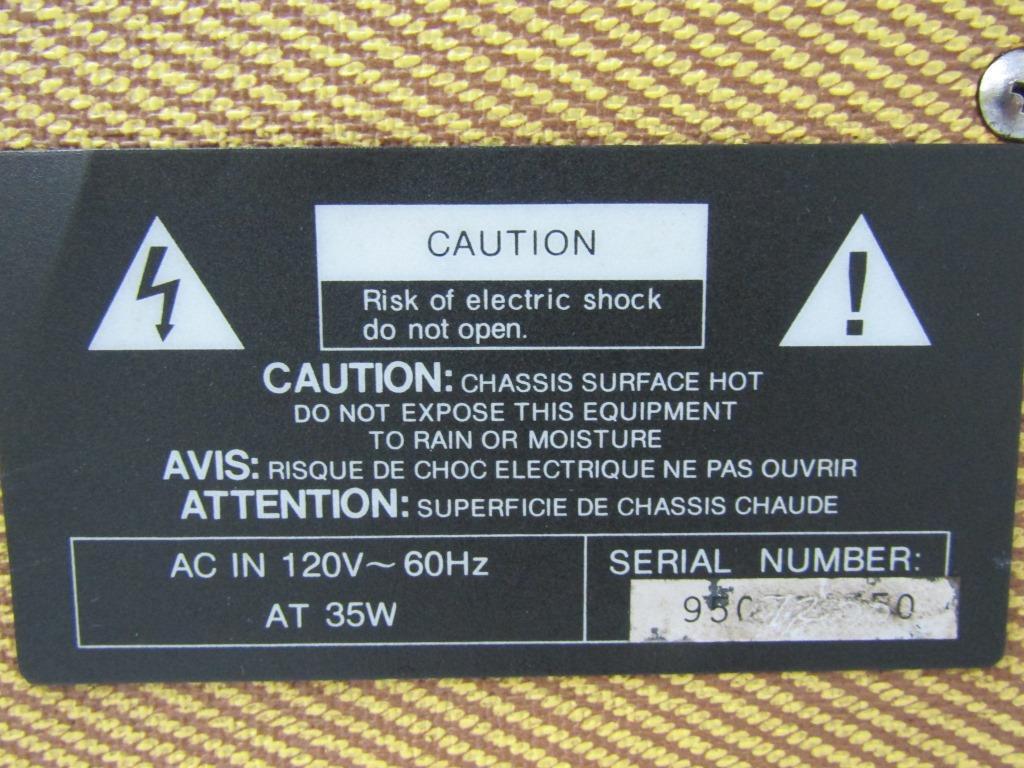 CAUTION
Risk of electric shock
do not open.
CAUTION: CHASSIS SURFACE HOT
DO NOT EXPOSE THIS EQUIPMENT
TO RAIN OR MOISTURE
AVIS: RISQUE DE CHOC ELECTRIQUE NE PAS OUVRIR
ATTENTION: SUPERFICIE DE CHASSIS CHAUDE
AC IN 120V~ 60Hz
AT 35W
SERIAL NUMBER: